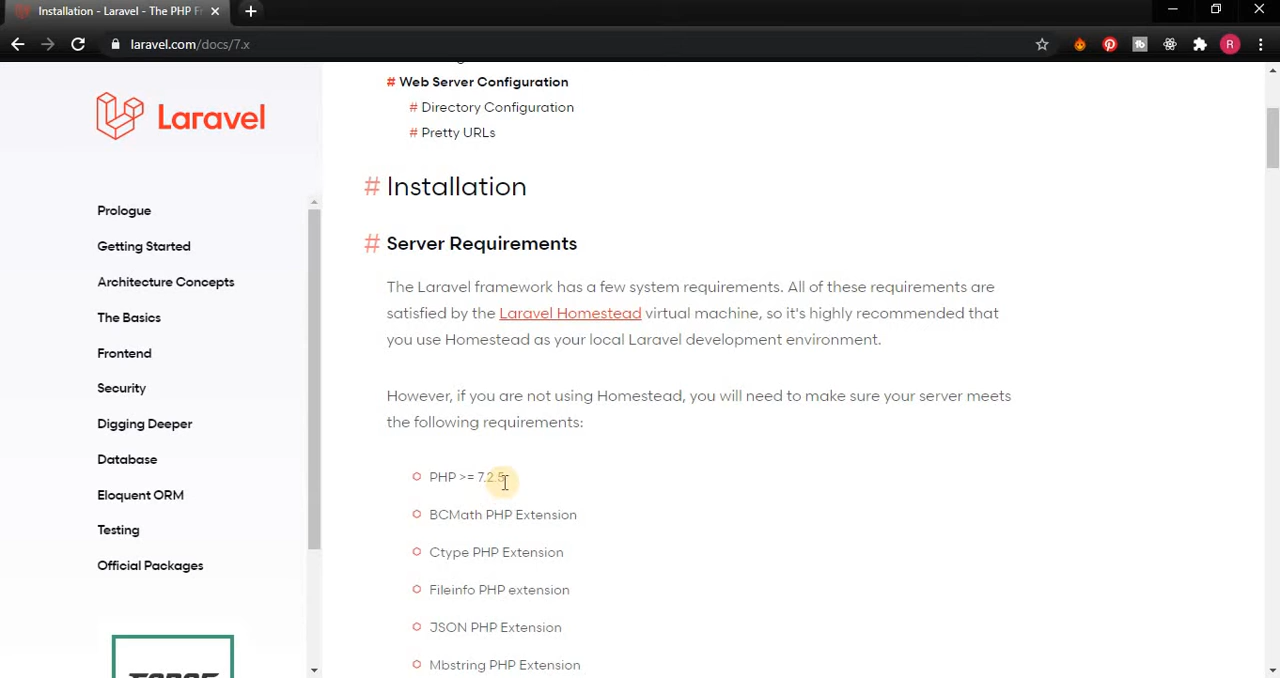 Installation - Laravel - The PHP F
laravel.com/docs/7.x
R
# Web Server Configuration
# Directory Configuration
# Pretty URLs
Laravel
Prologue
Getting Started
Architecture Concepts
The Basics
Frontend
Security
Digging Deeper
Database
Eloquent ORM
Testing
Official Packages
# Installation
# Server Requirements
The Laravel framework has a few system requirements. All of these requirements are
satisfied by the Laravel Homestead virtual machine, so it's highly recommended that
you use Homestead as your local Laravel development environment.
However, if you are not using Homestead, you will need to make sure your server meets
the following requirements:
PHP >= 7.2.5
BCMath PHP Extension
Ctype PHP Extension
Fileinfo PHP extension
JSON PHP Extension
Mbstring PHP Extension